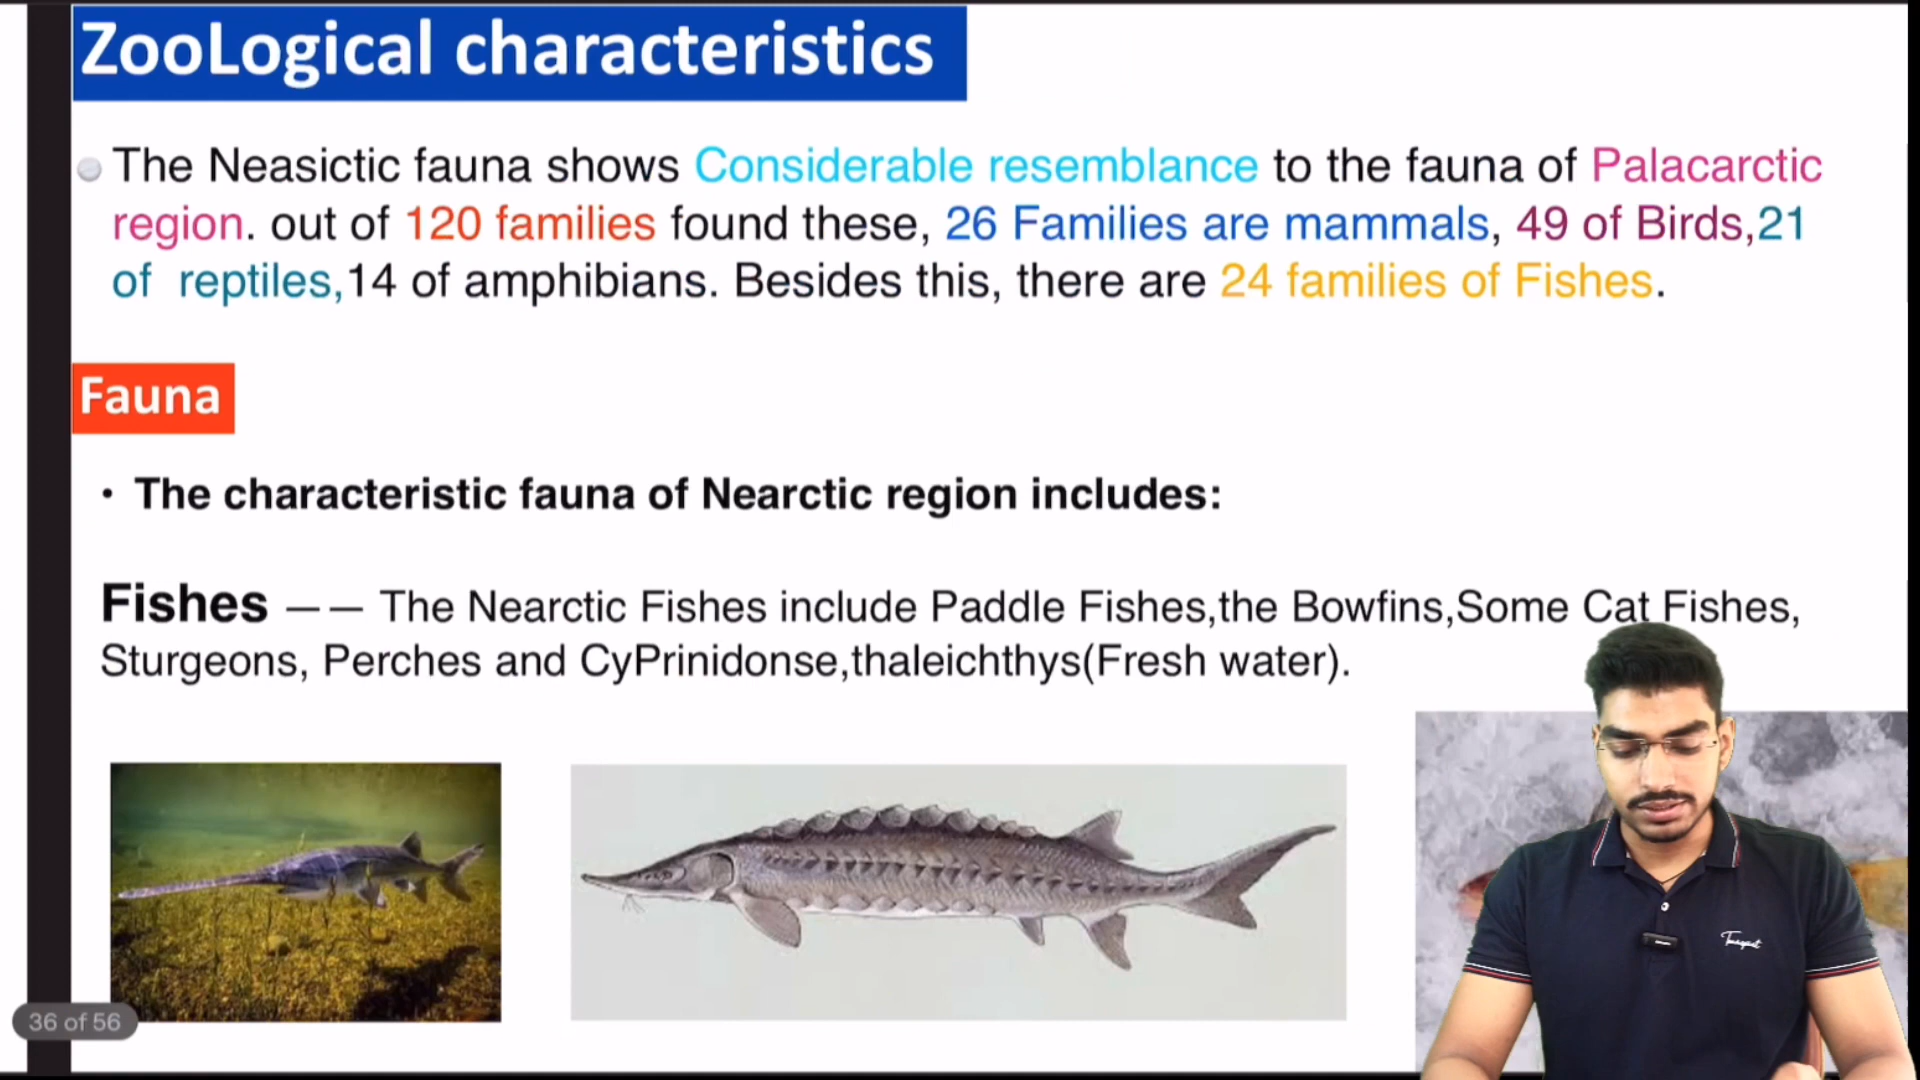 ZooLogical characteristics
The Neasictic fauna shows Considerable resemblance to the fauna of Palacarctic
region. out of 120 families found these, 26 Families are mammals, 49 of Birds,21
of reptiles,14 of amphibians. Besides this, there are 24 families of Fishes.
Fauna
• The characteristic fauna of Nearctic region includes:
Fishes —— The Nearctic Fishes include Paddle Fishes,the Bowfins,Some Cat Fishes,
Sturgeons, Perches and CyPrinidonse,thaleichthys(Fresh water).
36 of 56